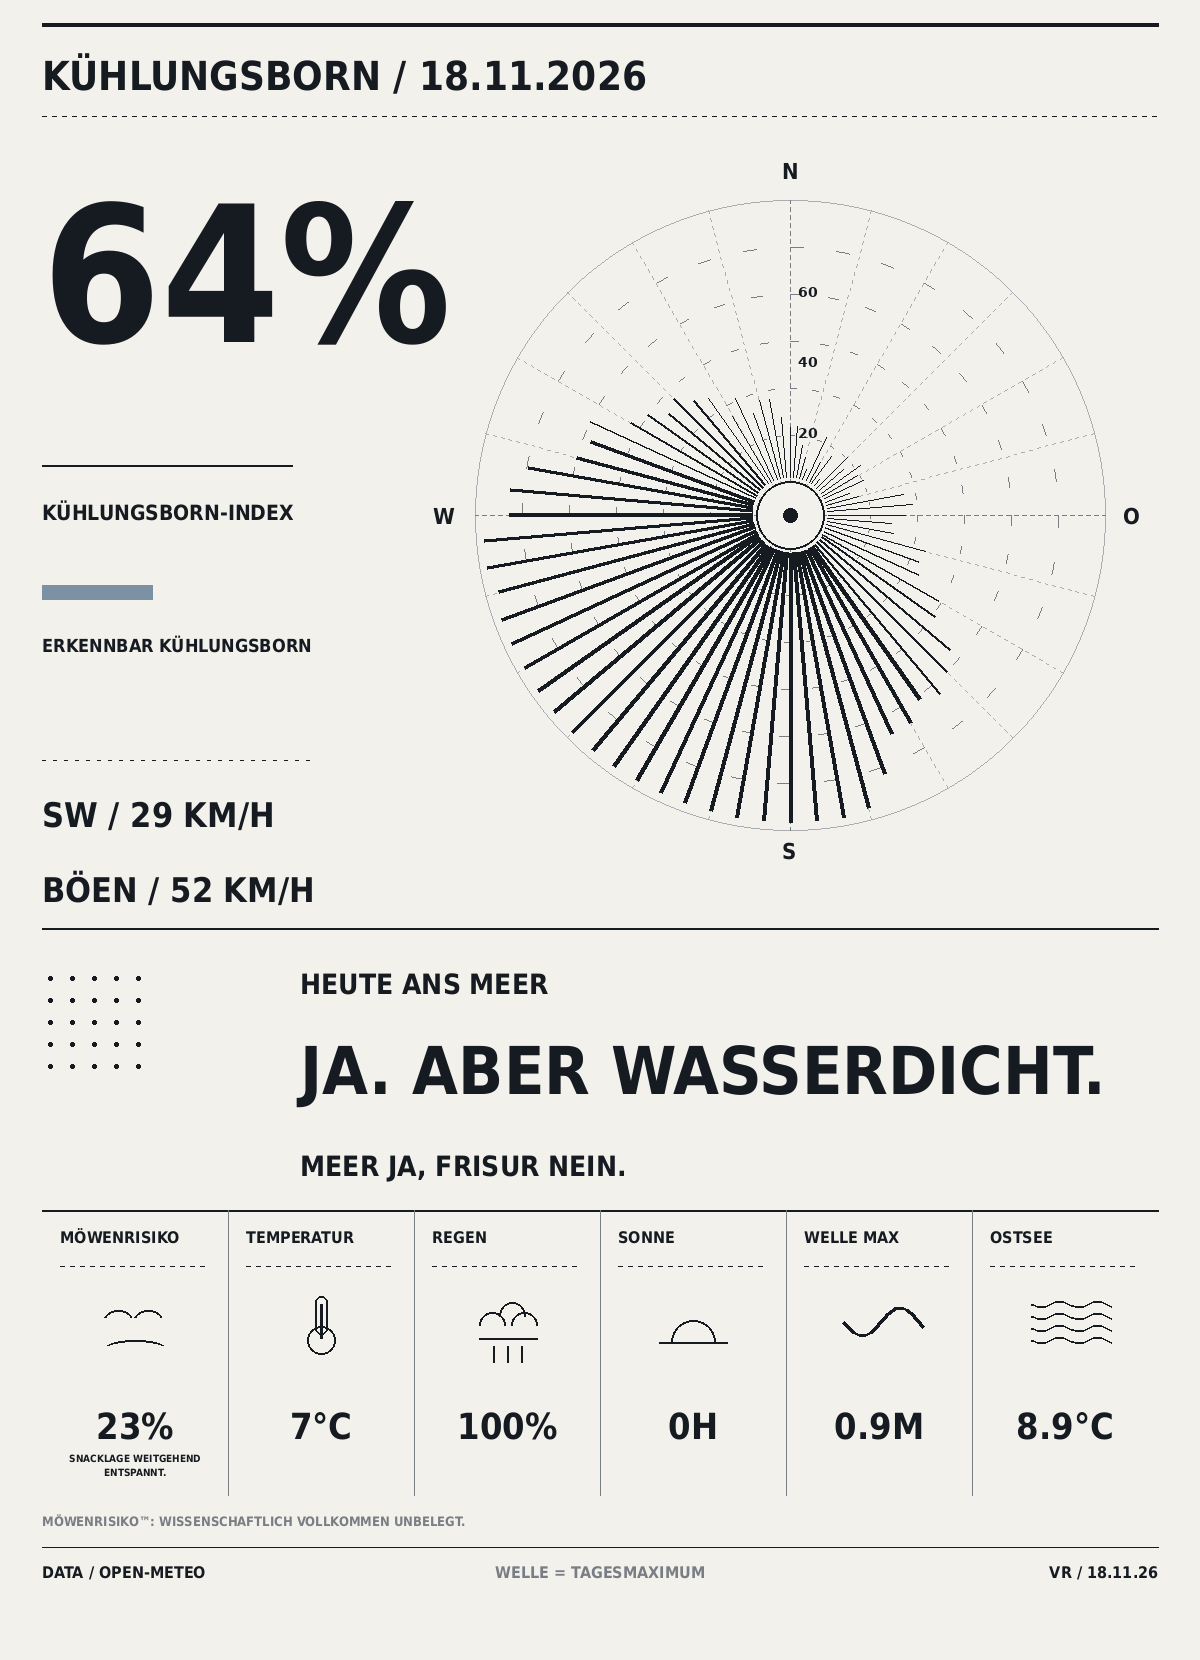 KÜHLUNGSBORN / 18.11.2026
64%
KÜHLUNGSBORN-INDEX
ERKENNBAR KÜHLUNGSBORN
SW / 29 KM/H
BÖEN / 52 KM/H
N
60
40
20
W
O
S
HEUTE ANS MEER
JA. ABER WASSERDICHT.
MEER JA, FRISUR NEIN.
MÖWENRISIKO
23%
SNACKLAGE WEITGEHEND
ENTSPANNT.
TEMPERATUR
7°C
REGEN
100%
SONNE
0H
WELLE MAX
0.9M
OSTSEE
8.9°C
MÖWENRISIKO™: WISSENSCHAFTLICH VOLLKOMMEN UNBELEGT.
DATA / OPEN-METEO
WELLE = TAGESMAXIMUM
VR / 18.11.26